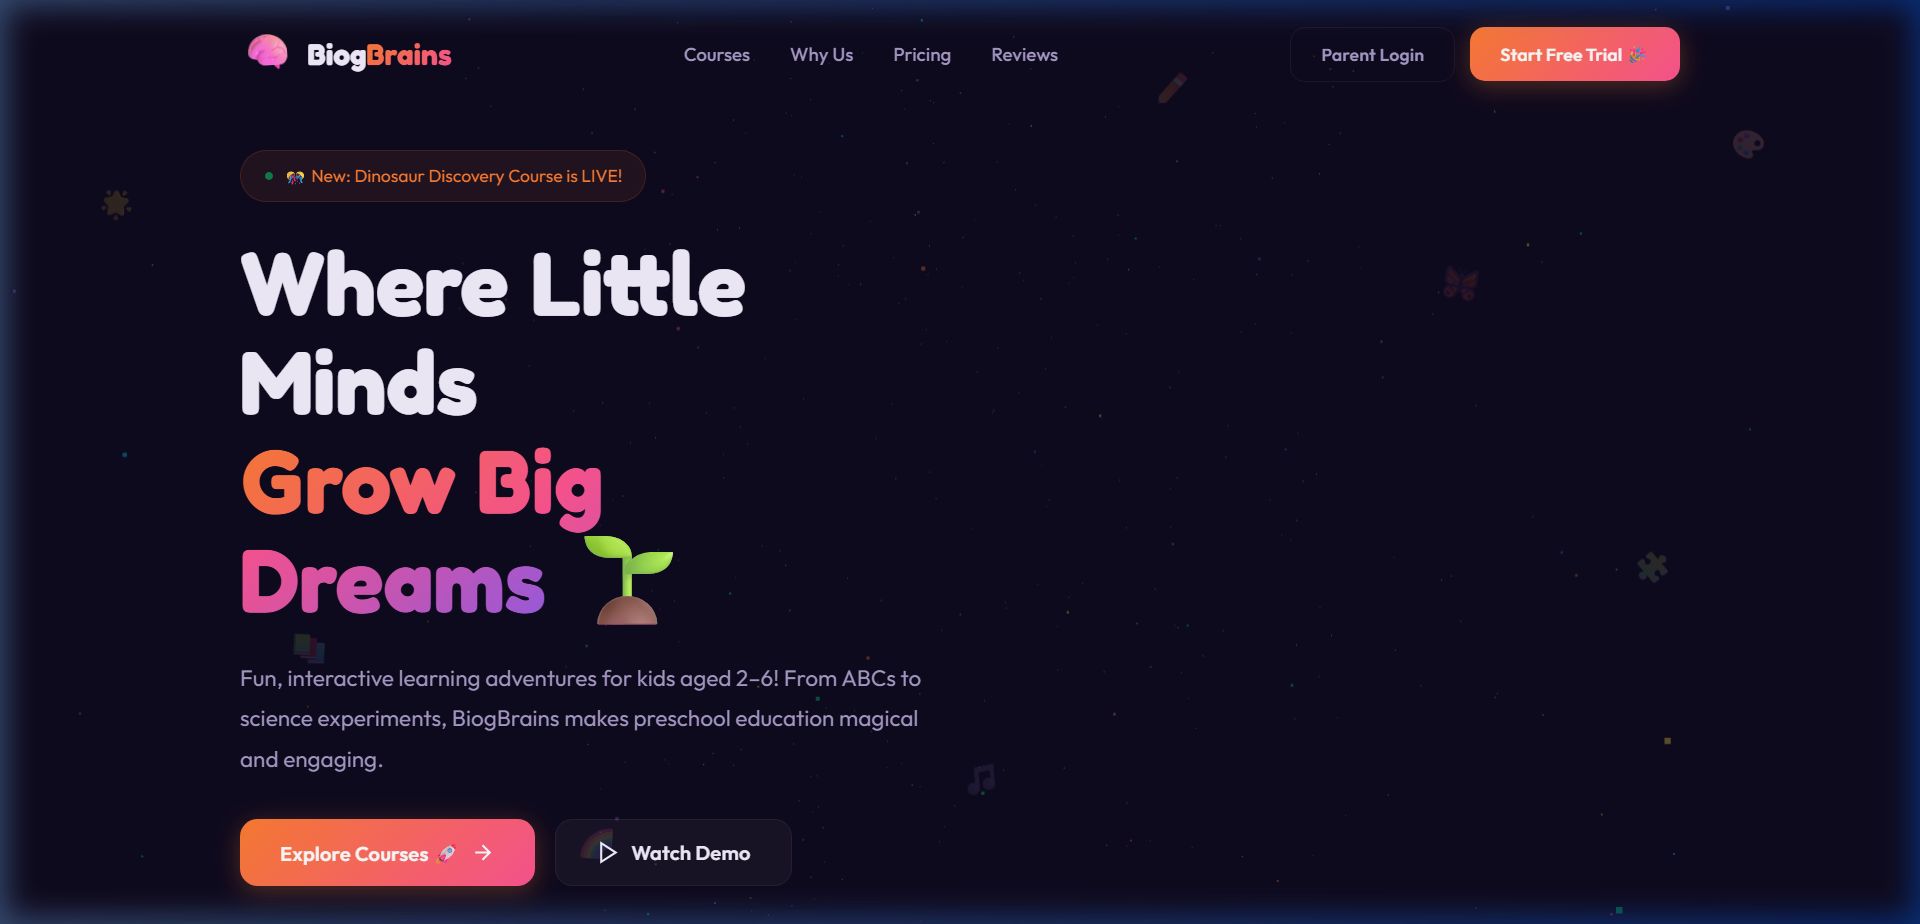 BiogBrains
Courses
Why Us
Pricing
Reviews
Parent Login
Start Free Trial
New: Dinosaur Discovery Course is LIVE!
Where Little
Minds
Grow Big
Dreams
Fun, interactive learning adventures for kids aged 2–6! From ABCs to
science experiments, BiogBrains makes preschool education magical
and engaging.
Explore Courses
Watch Demo